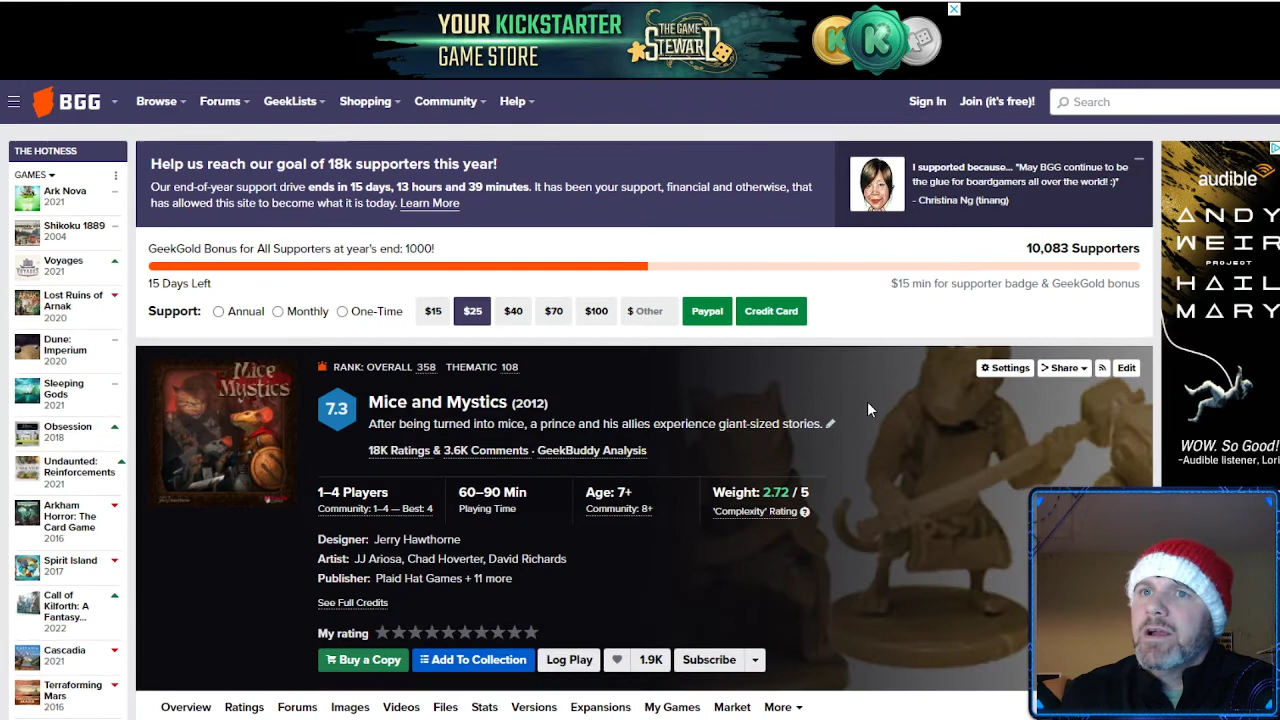 YOUR KICKSTARTER
GAME STORE
THE GAME
STEWARD
K
K
BGG
Browse
Forums
GeekLists
Shopping
Community
Help
Sign In
Join (it's free)!
Search
THE HOTNESS
GAMES
Ark Nova
2021
Shikoku 1889
2004
Voyages
2021
Lost Ruins of
Arnak
2020
Dune:
Imperium
2020
Sleeping
Gods
2021
Obsession
2018
Undaunted:
Reinforcements
2021
Arkham
Horror: The
Card Game
2016
Spirit Island
2017
Call of
Kilforth: A
Fantasy...
2022
Cascadia
2021
Terraforming
Mars
2016
Help us reach our goal of 18k supporters this year!
Our end-of-year support drive ends in 15 days, 13 hours and 39 minutes. It has been your support, financial and otherwise, that
has allowed this site to become what it is today. Learn More
I supported because... "May BGG continue to be
the glue for boardgamers all over the world! :)"
- Christina Ng (tinang)
GeekGold Bonus for All Supporters at year's end: 1000!
10,083 Supporters
15 Days Left
$15 min for supporter badge & GeekGold bonus
Support: Annual Monthly One-Time $15 $25 $40 $70 $100 $ Other Paypal Credit Card
Mice
and
Mystics
RANK: OVERALL 358 THEMATIC 108
Settings
Share
Edit
7.3
Mice and Mystics (2012)
After being turned into mice, a prince and his allies experience giant-sized stories.
18K Ratings & 3.6K Comments · GeekBuddy Analysis
1–4 Players
Community: 1–4 — Best: 4
60–90 Min
Playing Time
Age: 7+
Community: 8+
Weight: 2.72 / 5
'Complexity' Rating ?
Designer: Jerry Hawthorne
Artist: JJ Ariosa, Chad Hoverter, David Richards
Publisher: Plaid Hat Games + 11 more
See Full Credits
My rating
Buy a Copy
Add To Collection
Log Play
1.9K
Subscribe
Overview Ratings Forums Images Videos Files Stats Versions Expansions My Games Market More
audible
ANDY
WEIR
PROJECT
HAIL
MARY
WOW. So Good!
-Audible listener, Lori